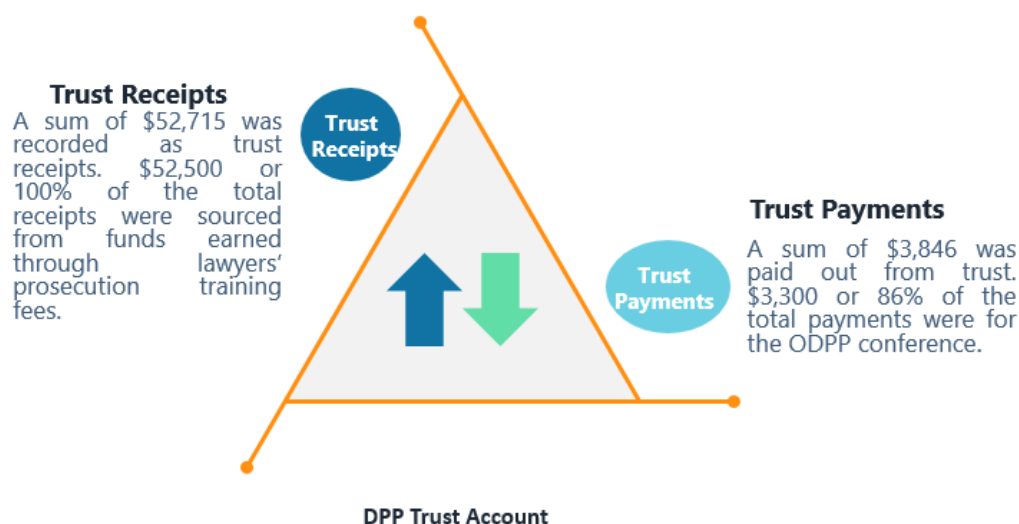 Trust Receipts
A sum of $52,715 was
recorded as trust
receipts. $52,500 or
100% of the total
receipts were sourced
from funds earned
through lawyers’
prosecution training
fees.
Trust
Receipts
Trust Payments
A sum of $3,846 was
paid out from trust.
$3,300 or 86% of the
total payments were for
the ODPP conference.
Trust
Payments
DPP Trust Account